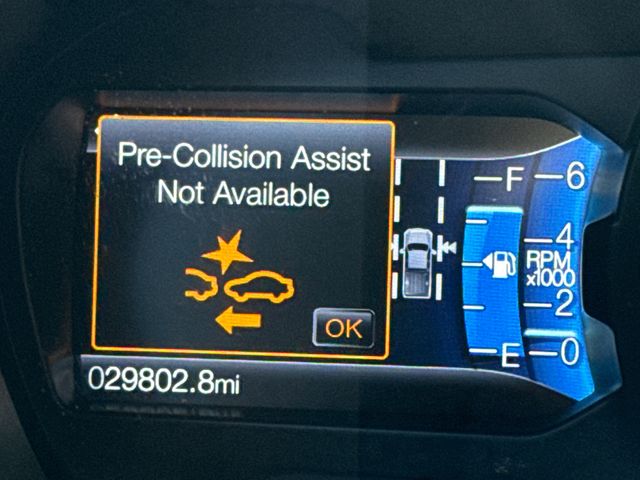 Pre-Collision Assist
Not Available
OK
029802.8mi
F
E
6
4
RPM
x1000
2
0